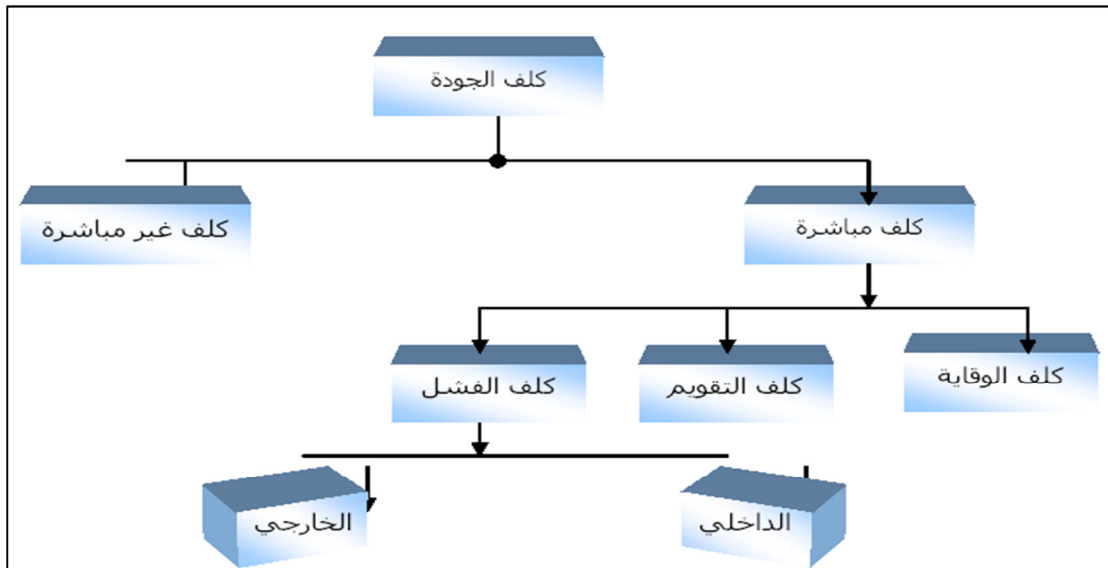 كلف الجودة
كلف مباشرة
كلف غير مباشرة
كلف الوقاية
كلف التقويم
كلف الفشل
الداخلي
الخارجي